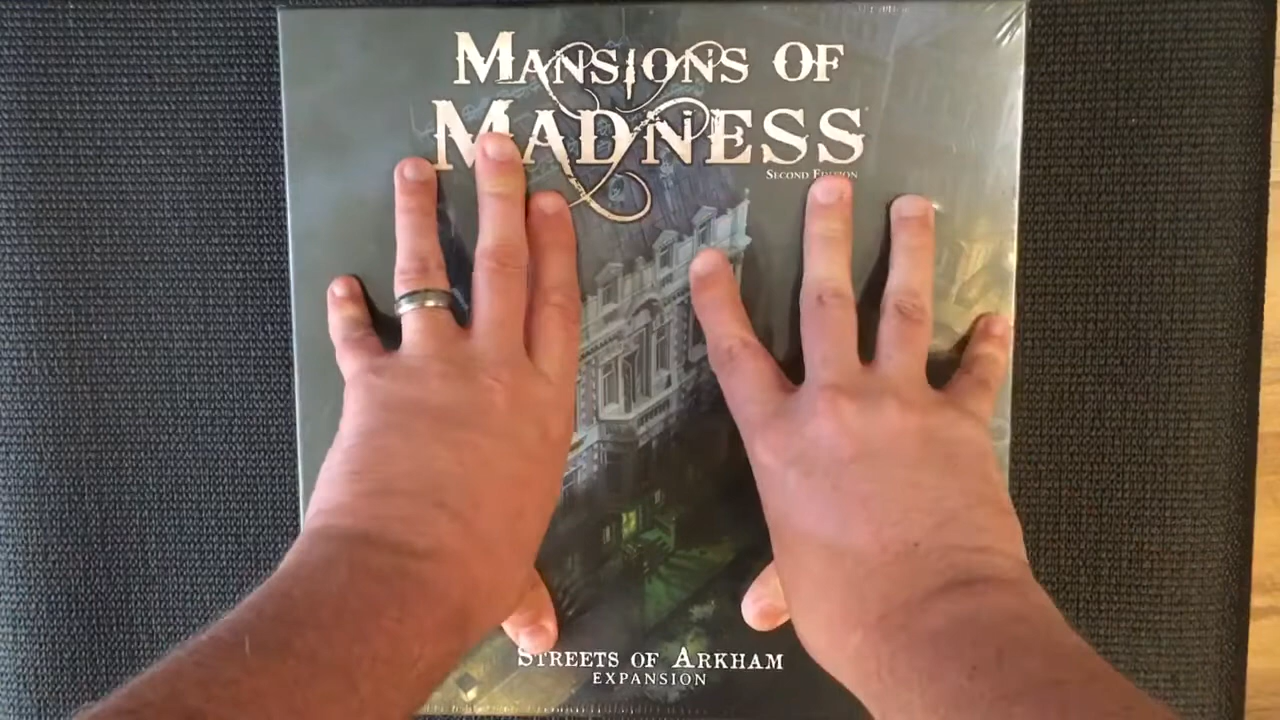 MANSIONS OF
MADNESS
SECOND EDITION
STREETS OF ARKHAM
EXPANSION